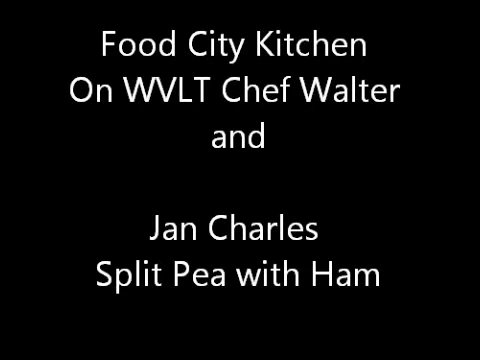 Food City Kitchen
On WVLT Chef Walter
and
Jan Charles
Split Pea with Ham